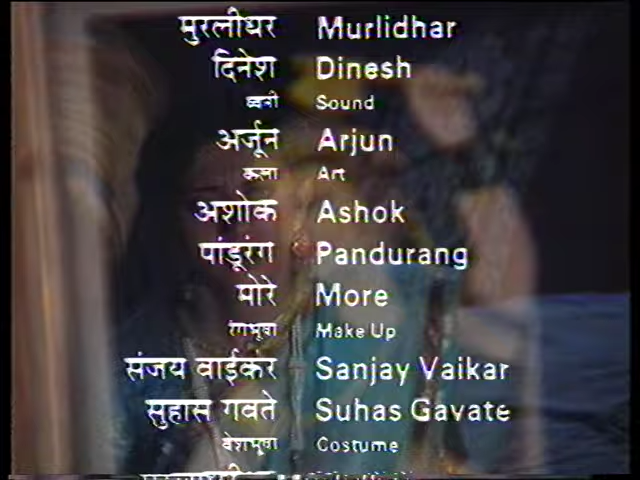 मुरलीधर Murlidhar
दिनेश Dinesh
ध्वनी Sound
अर्जून Arjun
कला Art
अशोक Ashok
पांडूरंग Pandurang
मोरे More
रंगभूषा Make Up
संजय वाईकर Sanjay Vaikar
सुहास गवते Suhas Gavate
वेशभूषा Costume